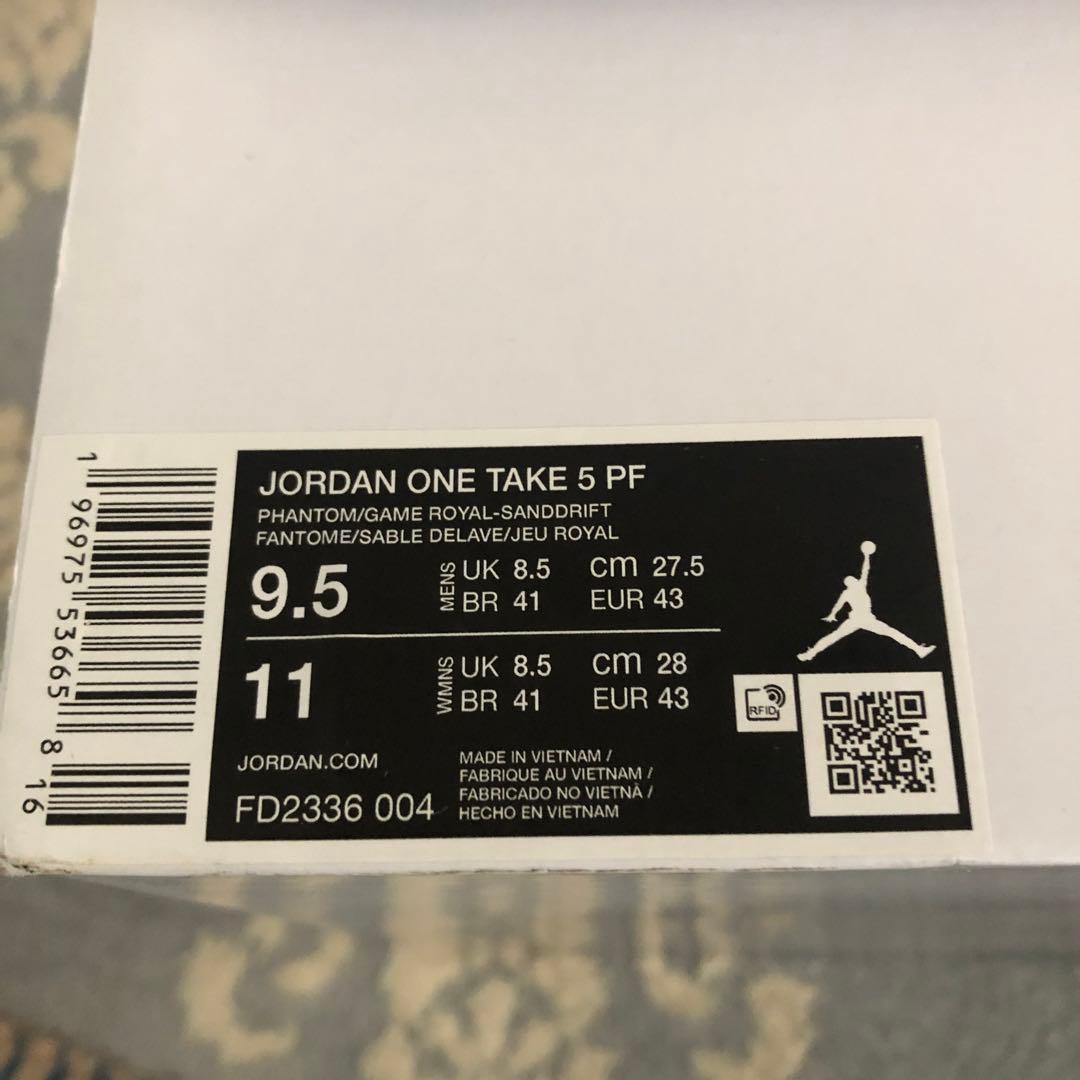 JORDAN ONE TAKE 5 PF
PHANTOM/GAME ROYAL-SANDDRIFT
FANTOME/SABLE DELAVE/JEU ROYAL
9.5 MENS UK 8.5 cm 27.5
BR 41 EUR 43
11 WMNS UK 8.5 cm 28
BR 41 EUR 43
RFID
JORDAN.COM
FD2336 004
MADE IN VIETNAM /
FABRIQUE AU VIETNAM /
FABRICADO NO VIETNÃ /
HECHO EN VIETNAM
1 96975 53665 8 16